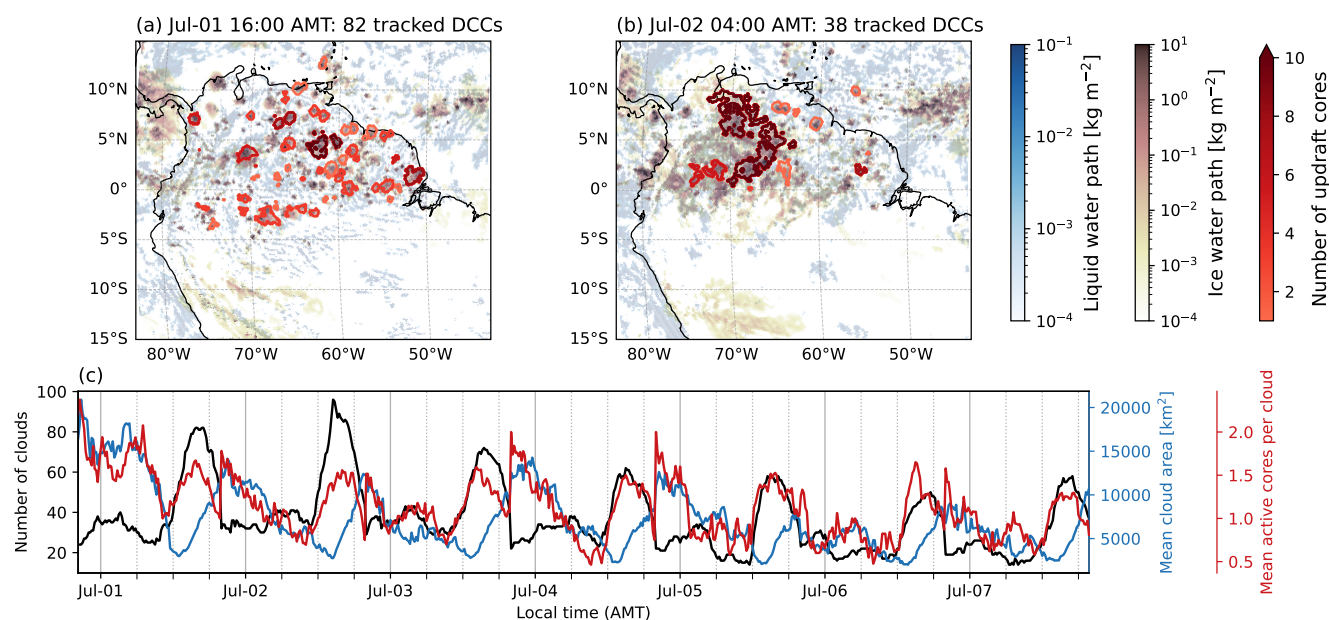 (a) Jul-01 16:00 AMT: 82 tracked DCCs
10°N
5°N
0°
5°S
10°S
15°S
80°W 70°W 60°W 50°W
(b) Jul-02 04:00 AMT: 38 tracked DCCs
10°N
5°N
0°
5°S
10°S
15°S
80°W 70°W 60°W 50°W
10⁻¹
10⁻²
10⁻³
10⁻⁴
Liquid water path [kg m⁻²]
10¹
10⁰
10⁻¹
10⁻²
10⁻³
10⁻⁴
Ice water path [kg m⁻²]
10
8
6
4
2
Number of updraft cores
(c)
Number of clouds
100
80
60
40
20
Jul-01 Jul-02 Jul-03 Jul-04 Jul-05 Jul-06 Jul-07
Local time (AMT)
20000
15000
10000
5000
Mean cloud area [km²]
2.0
1.5
1.0
0.5
Mean active cores per cloud